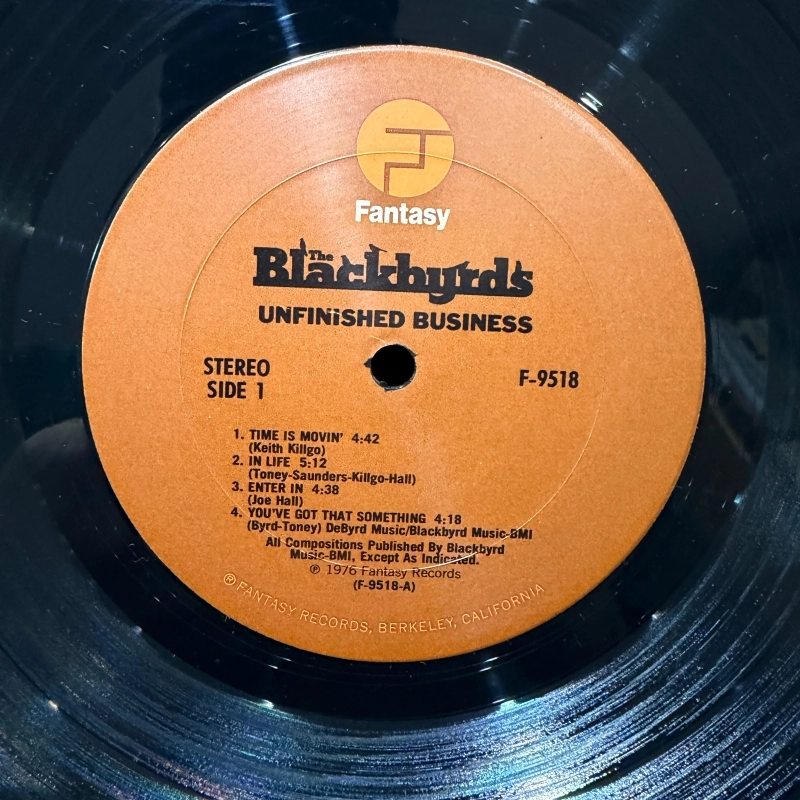 Fantasy
The Blackbyrds
UNFINiSHED BUSINESS
STEREO
SIDE 1
F-9518
1. TIME IS MOVIN' 4:42
(Keith Killgo)
2. IN LIFE 5:12
(Toney-Saunders-Killgo-Hall)
3. ENTER IN 4:38
(Joe Hall)
4. YOU'VE GOT THAT SOMETHING 4:18
(Byrd-Toney) DeByrd Music/Blackbyrd Music-BMI
All Compositions Published By Blackbyrd
Music-BMI, Except As Indicated.
℗ 1976 Fantasy Records
(F-9518-A)
® FANTASY RECORDS, BERKELEY, CALIFORNIA